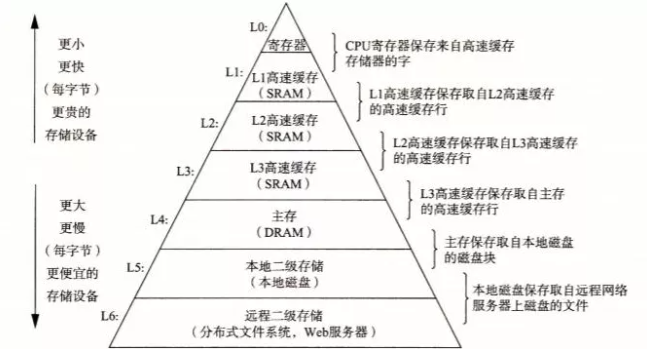 更小
更快
(每字节)
更贵的
存储设备
更大
更慢
(每字节)
更便宜的
存储设备
L0:
寄存器
L1:
L1高速缓存
(SRAM)
L2:
L2高速缓存
(SRAM)
L3:
L3高速缓存
(SRAM)
L4:
主存
(DRAM)
L5:
本地二级存储
(本地磁盘)
L6:
远程二级存储
(分布式文件系统，Web服务器)
CPU寄存器保存来自高速缓存
存储器的字
L1高速缓存保存取自L2高速缓存
的高速缓存行
L2高速缓存保存取自L3高速缓存
的高速缓存行
L3高速缓存保存取自主存
的高速缓存行
主存保存取自本地磁盘
的磁盘块
本地磁盘保存取自远程网络
服务器上磁盘的文件